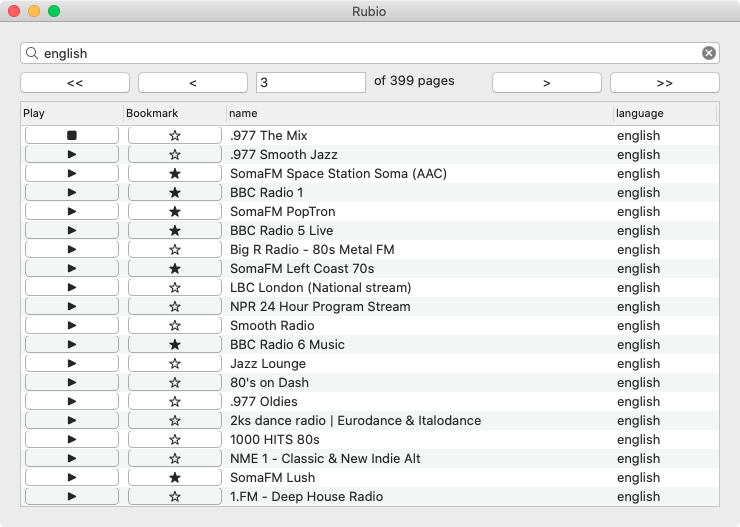 Rubio
english
<< < 3 of 399 pages > >>
Play Bookmark name language
.977 The Mix english
.977 Smooth Jazz english
SomaFM Space Station Soma (AAC) english
BBC Radio 1 english
SomaFM PopTron english
BBC Radio 5 Live english
Big R Radio - 80s Metal FM english
SomaFM Left Coast 70s english
LBC London (National stream) english
NPR 24 Hour Program Stream english
Smooth Radio english
BBC Radio 6 Music english
Jazz Lounge english
80's on Dash english
.977 Oldies english
2ks dance radio | Eurodance & Italodance english
1000 HITS 80s english
NME 1 - Classic & New Indie Alt english
SomaFM Lush english
1.FM - Deep House Radio english